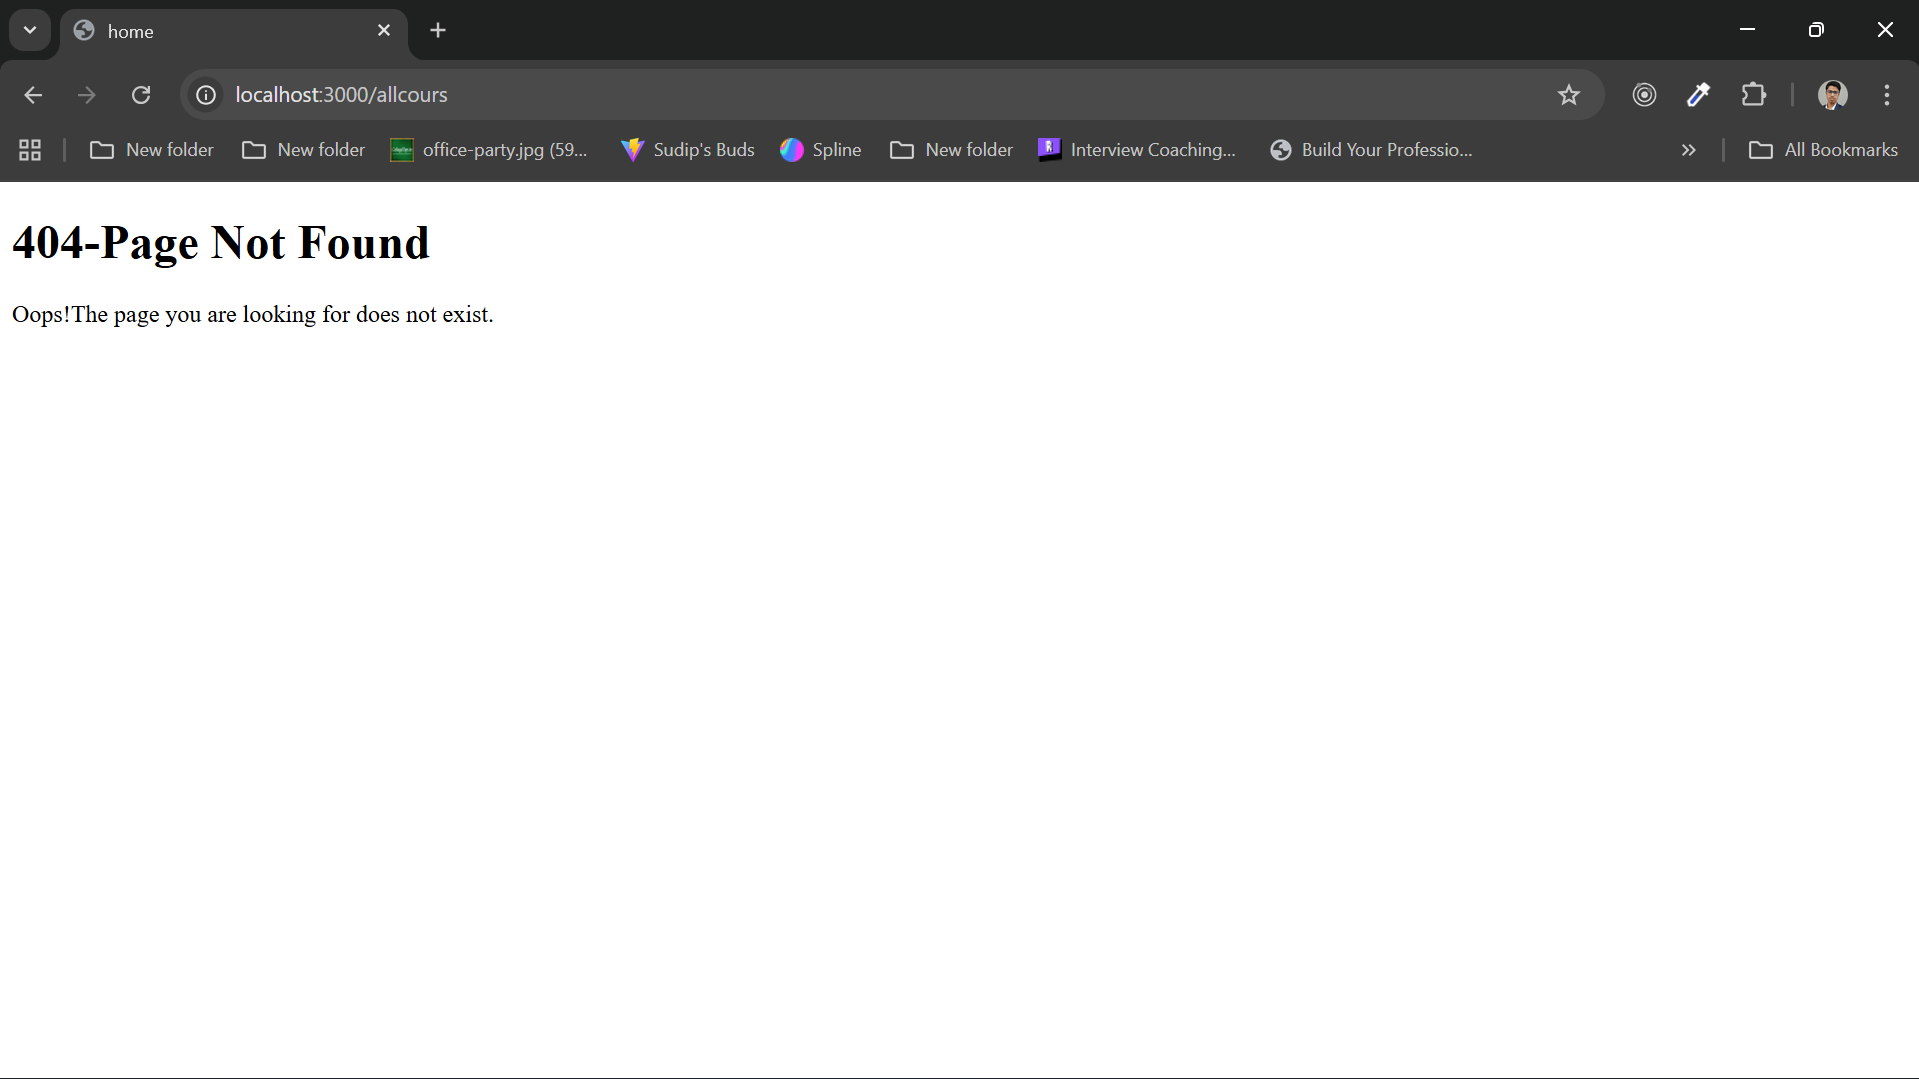 home
localhost:3000/allcours
New folder
New folder
office-party.jpg (59...
Sudip's Buds
Spline
New folder
Interview Coaching...
Build Your Professio...
All Bookmarks
404-Page Not Found
Oops!The page you are looking for does not exist.